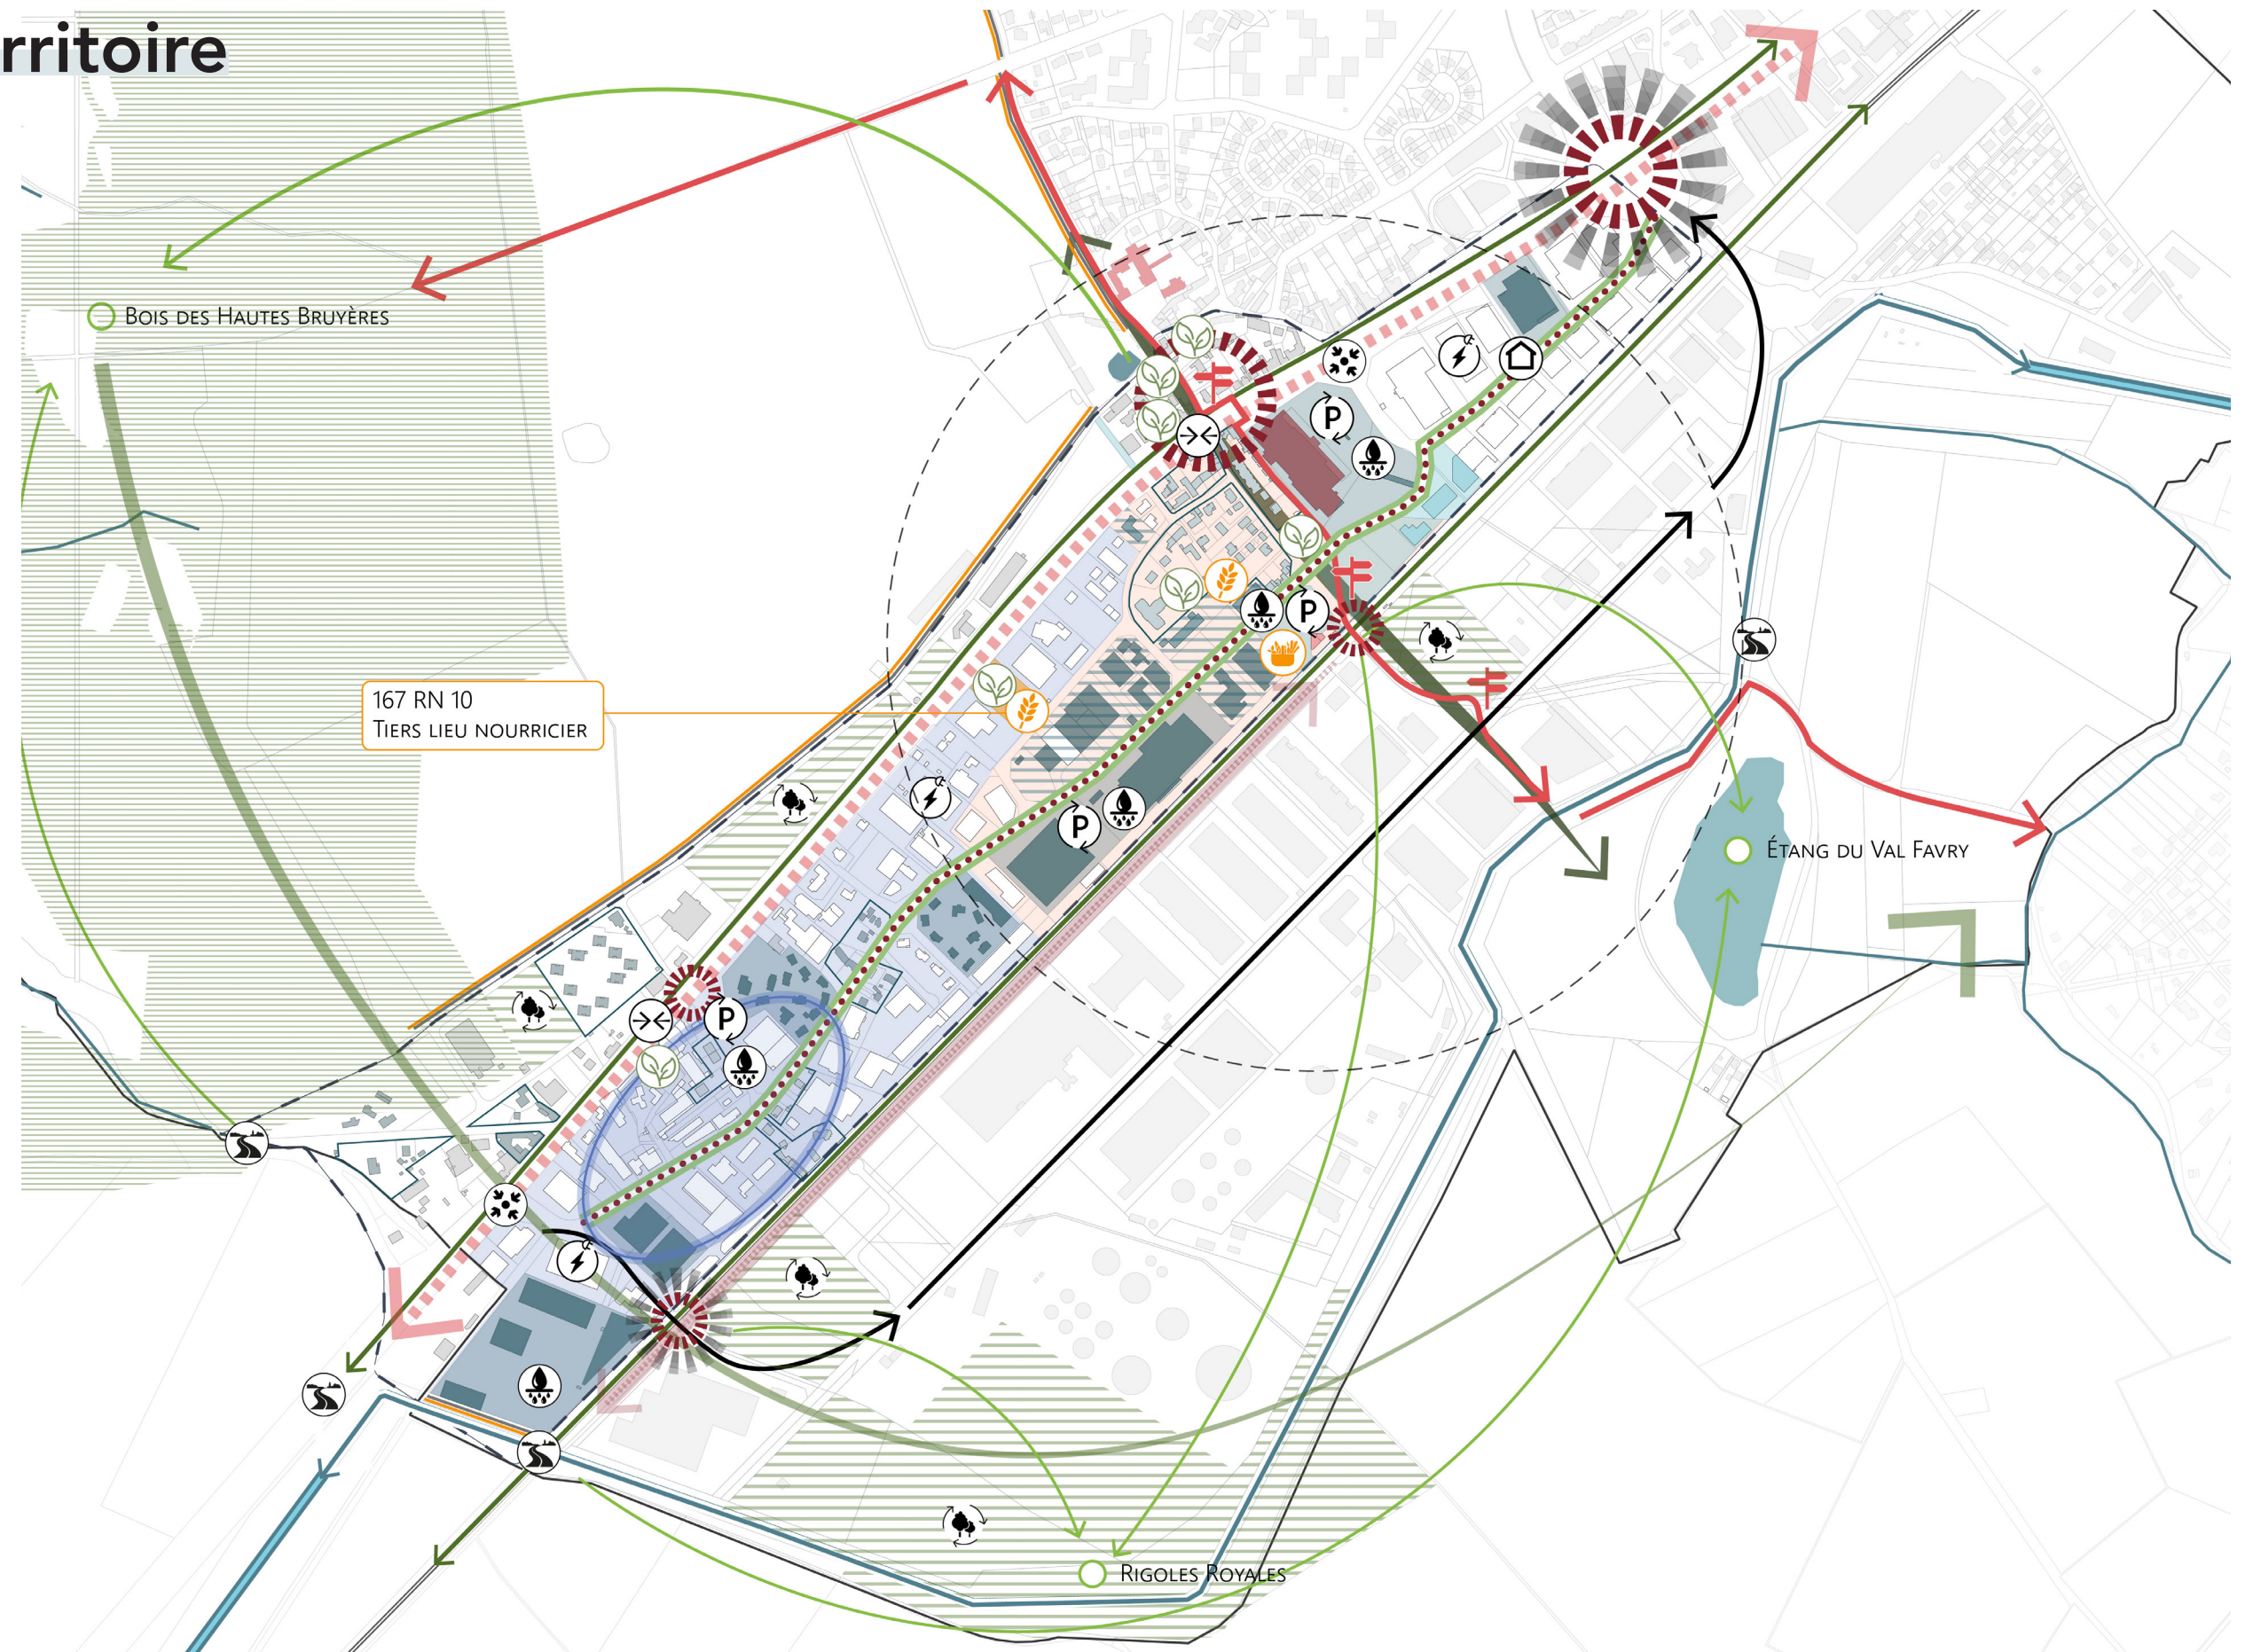 rritoire
BOIS DES HAUTES BRUYÈRES
P
P
167 RN 10
TIERS LIEU NOURRICIER
P
ÉTANG DU VAL FAVRY
P
RIGOLES ROYALES